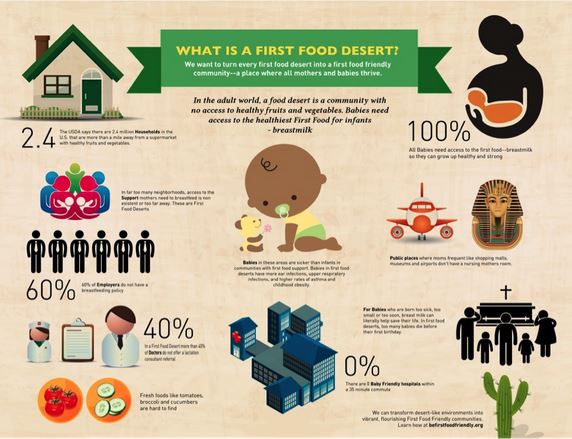 WHAT IS A FIRST FOOD DESERT?
We want to turn every first food desert into a first food friendly
community--a place where all mothers and babies thrive.
In the adult world, a food desert is a community with
no access to healthy fruits and vegetables. Babies need
access to the healthiest First Food for infants
- breastmilk
2.4
The USDA says there are 2.4 million Households in the
U.S. that are more than a mile away from a supermarket
with healthy fruits and vegetables.
100%
All Babies need access to the first food--breastmilk
so they can grow up healthy and strong
In far too many neighborhoods, access to the
Support mothers need to breastfeed is non
existent or too far away. These are First
Food Deserts
Public places where moms frequent like shopping malls,
museums and airports don't have a nursing mothers room.
60%
60% of Employers do not have a
breastfeeding policy
Babies in these areas are sicker than infants in
communities with first food support. Babies in first food
deserts have more ear infections, upper respiratory
infections, and higher rates of asthma and
childhood obesity.
40%
In a First Food Desert more than 40%
of Doctors do not offer a lactation
consultant referral
For Babies who are born too sick, too
small or too soon, breast milk can
literally help save their life. In first food
deserts, too many babies die before
their first birthday.
0%
There are 0 Baby Friendly hospitals within
a 35 minute commute
Fresh foods like tomatoes,
broccoli and cucumbers
are hard to find
We can transform desert-like environments into
vibrant, flourishing First Food Communities.
Learn how at befirstfoodfriendly.org